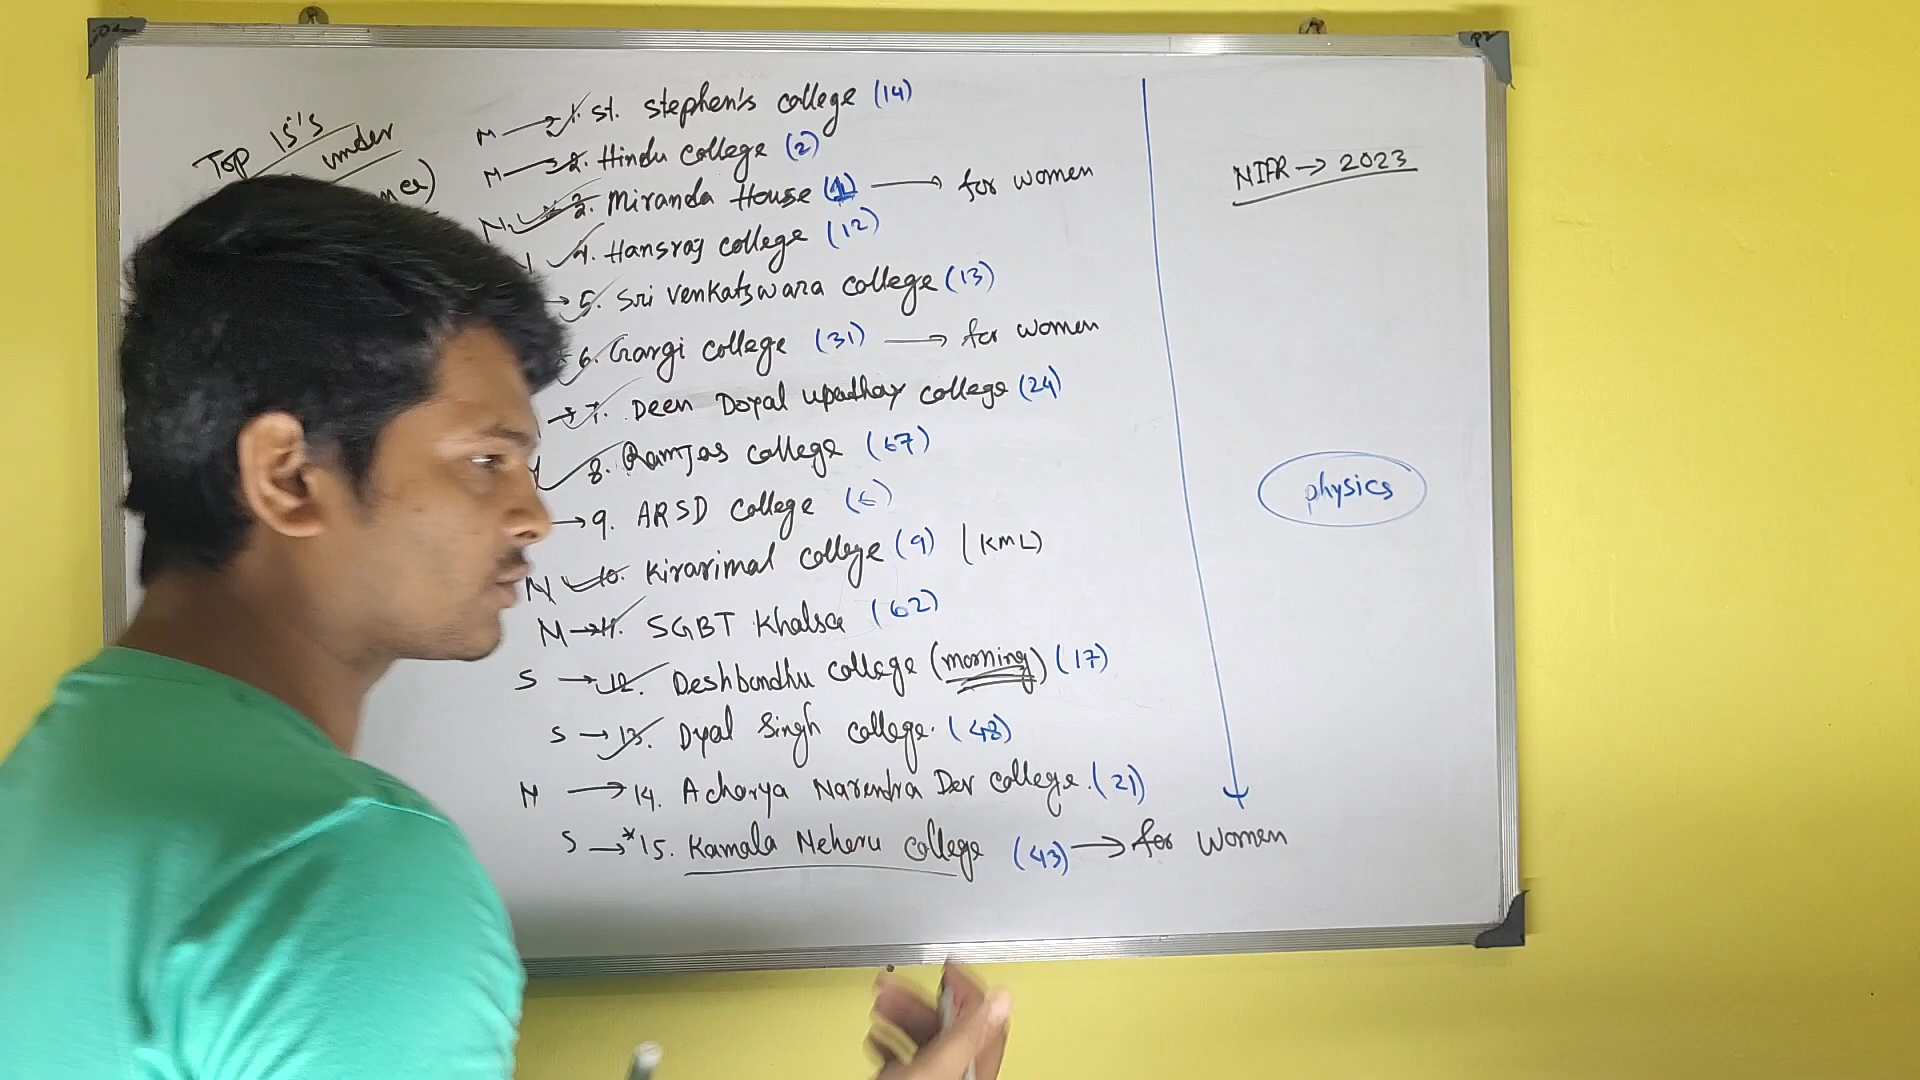 Top 15's
under
M → 1. St. Stephen's college (14)
M → 2. Hindu college (2)
3. Miranda House (1) → for women
4. Hansraj college (12)
→ 5. Sri Venkatswara college (13)
6. Gargi college (31) → for women
→ 7. Deen Dayal upadhay college (24)
8. Ramjas college (67)
→ 9. ARSD College (6)
N 10. Kirarimal college (9) (KML)
M → 11. SGBT Khalsa (62)
S → 12. Deshbandhu college (morning) (17)
S → 13. Dyal Singh college. (48)
N → 14. Acharya Narendra Dev college. (21)
S → *15. Kamala Neheru college (43) → for women
NIFR → 2023
physics